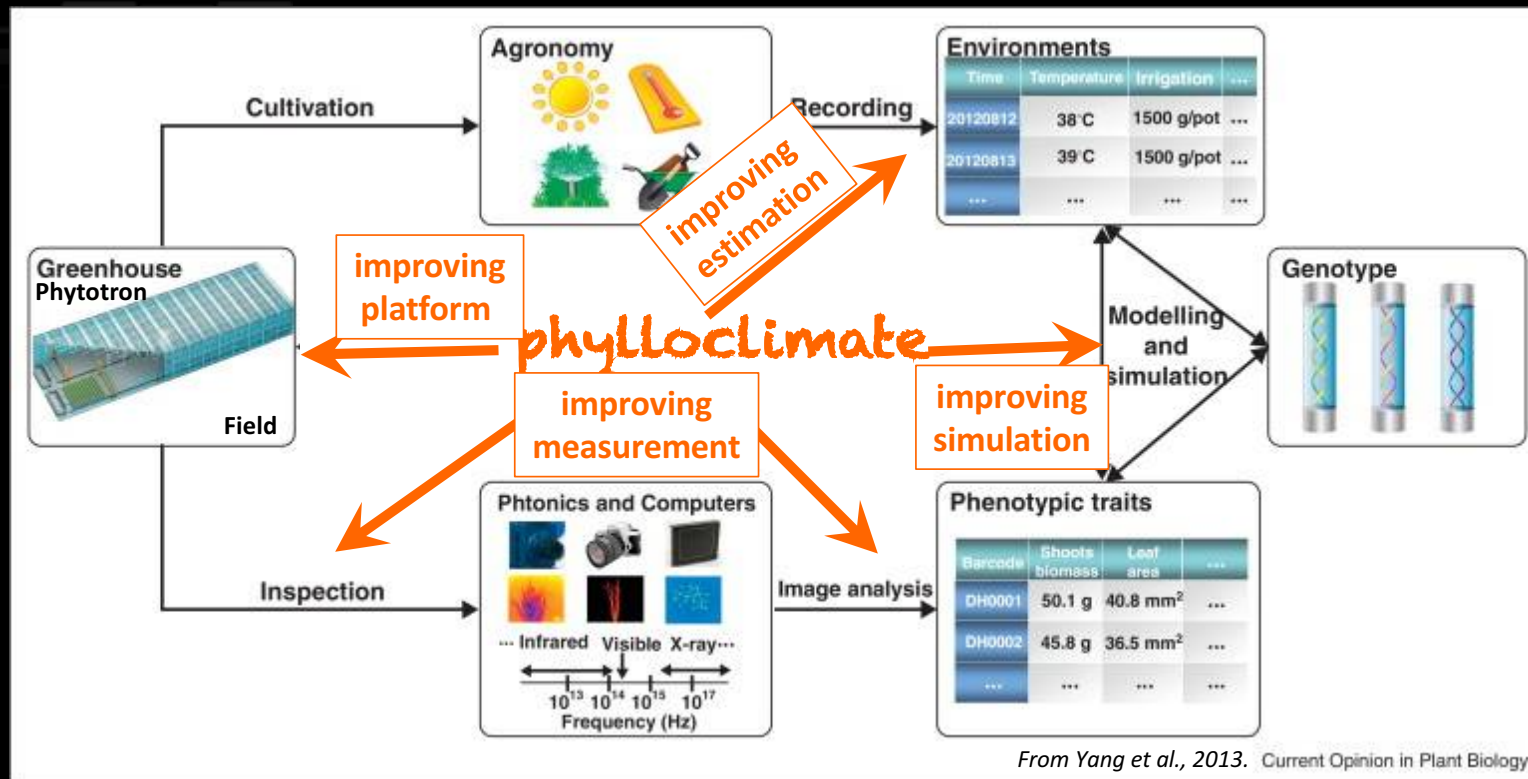 Agronomy
Cultivation
Recording
Environments
Time Temperature Irrigation ...
20120812 38°C 1500 g/pot ...
20120813 39°C 1500 g/pot ...
... ... ... ...
improving
estimation
Greenhouse
Phytotron
Field
improving
platform
phylloclimate
improving
measurement
improving
simulation
Modelling
and
simulation
Genotype
Inspection
Phtonics and Computers
... Infrared Visible X-ray...
10¹³ 10¹⁴ 10¹⁵ 10¹⁷
Frequency (Hz)
Image analysis
Phenotypic traits
Barcode Shoots biomass Leaf area ...
DH0001 50.1 g 40.8 mm² ...
DH0002 45.8 g 36.5 mm² ...
... ... ... ...
From Yang et al., 2013. Current Opinion in Plant Biology